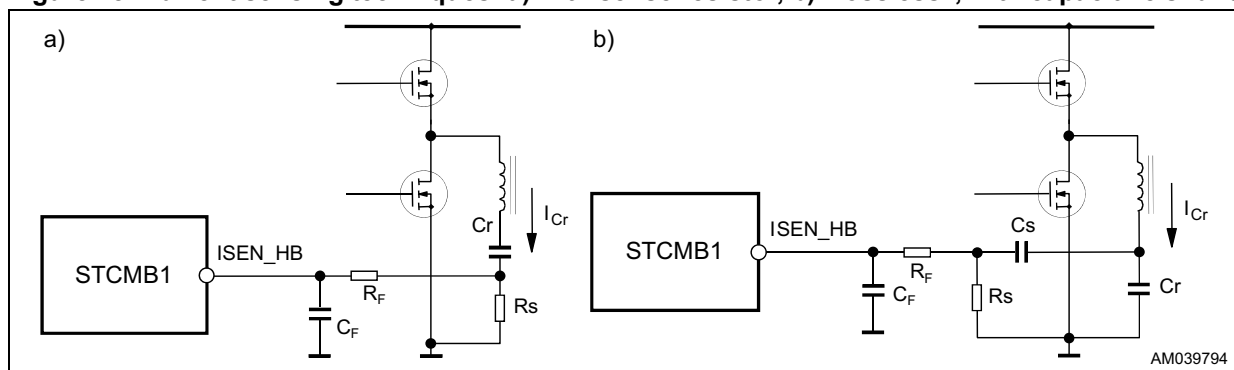 a)
STCMB1
ISEN_HB
R_F
C_F
Cr
Rs
I_Cr
b)
STCMB1
ISEN_HB
R_F
C_F
Cs
Rs
Cr
I_Cr
AM039794